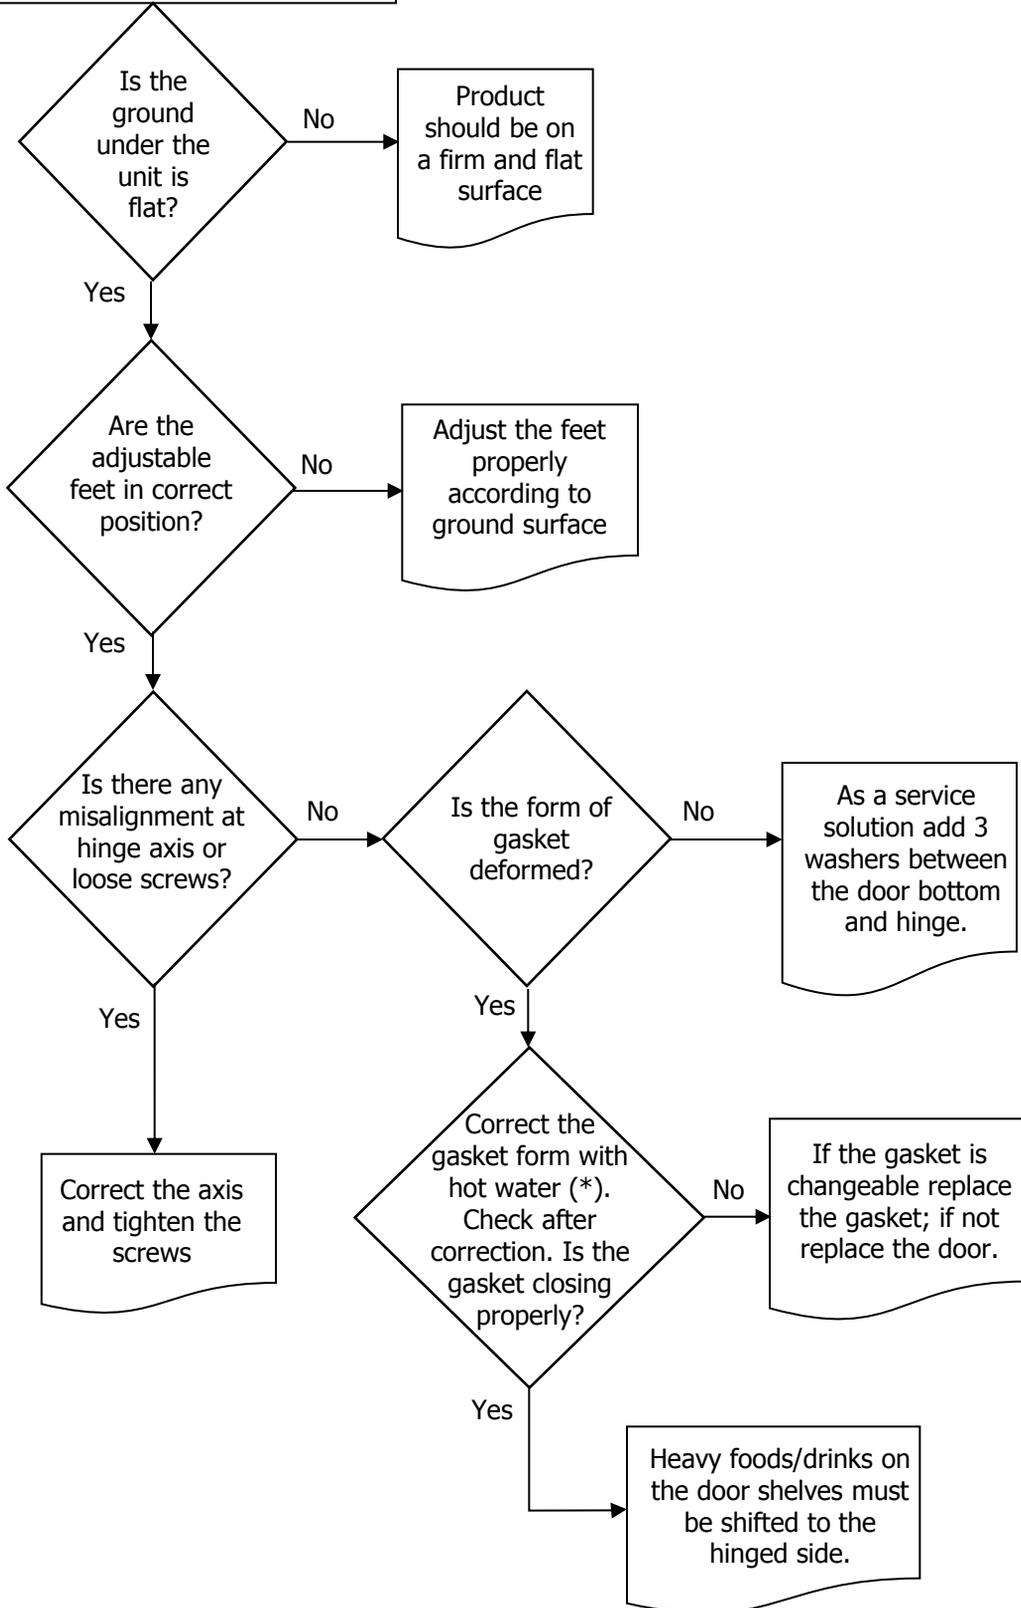 Is the
ground
under the
unit is
flat?
No
Product
should be on
a firm and flat
surface
Yes
Are the
adjustable
feet in correct
position?
No
Adjust the feet
properly
according to
ground surface
Yes
Is there any
misalignment at
hinge axis or
loose screws?
No
Is the form of
gasket
deformed?
No
As a service
solution add 3
washers between
the door bottom
and hinge.
Yes
Correct the axis
and tighten the
screws
Yes
Correct the
gasket form with
hot water (*).
Check after
correction. Is the
gasket closing
properly?
No
If the gasket is
changeable replace
the gasket; if not
replace the door.
Yes
Heavy foods/drinks on
the door shelves must
be shifted to the
hinged side.